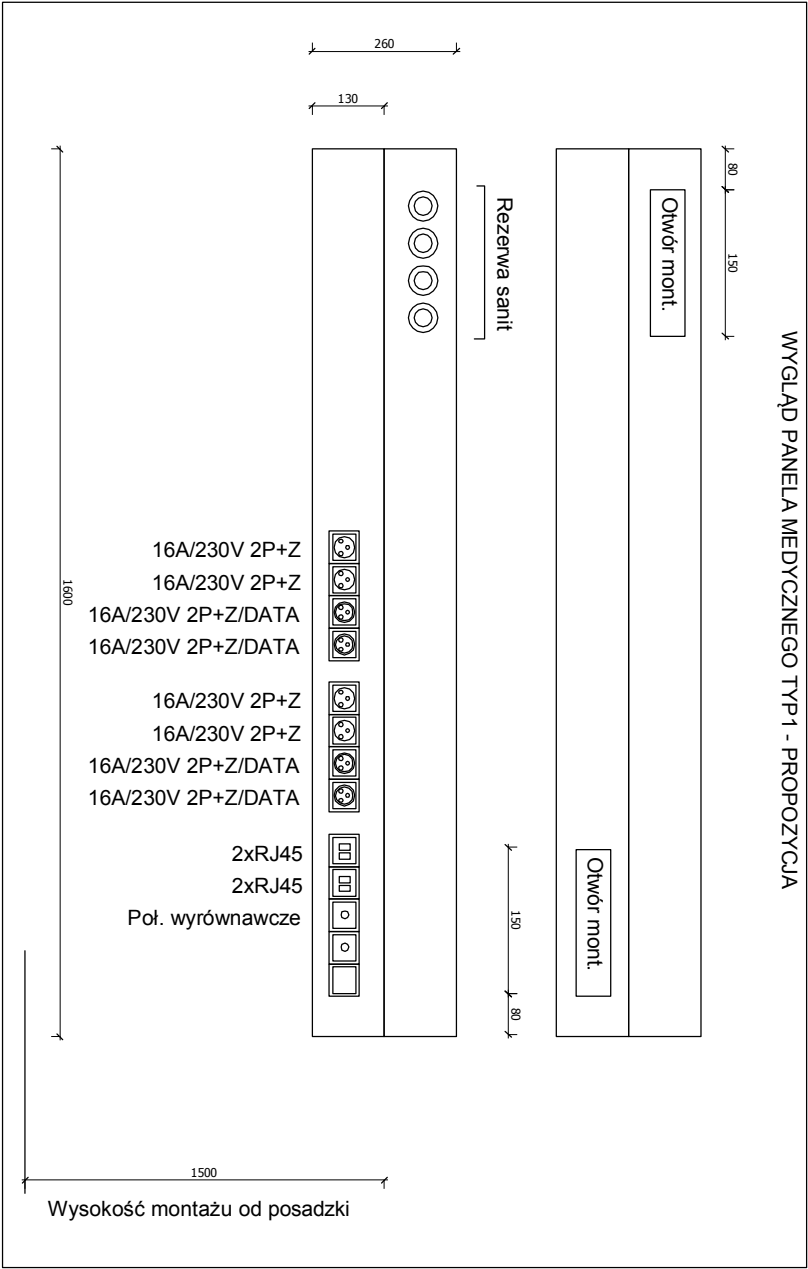 WYGLĄD PANELA MEDYCZNEGO TYP1 - PROPOZYCJA
260
130
80
150
Otwór mont.
Rezerwa sanit
1600
16A/230V 2P+Z
16A/230V 2P+Z
16A/230V 2P+Z/DATA
16A/230V 2P+Z/DATA
16A/230V 2P+Z
16A/230V 2P+Z
16A/230V 2P+Z/DATA
16A/230V 2P+Z/DATA
2xRJ45
2xRJ45
Poł. wyrównawcze
150
80
Otwór mont.
1500
Wysokość montażu od posadzki